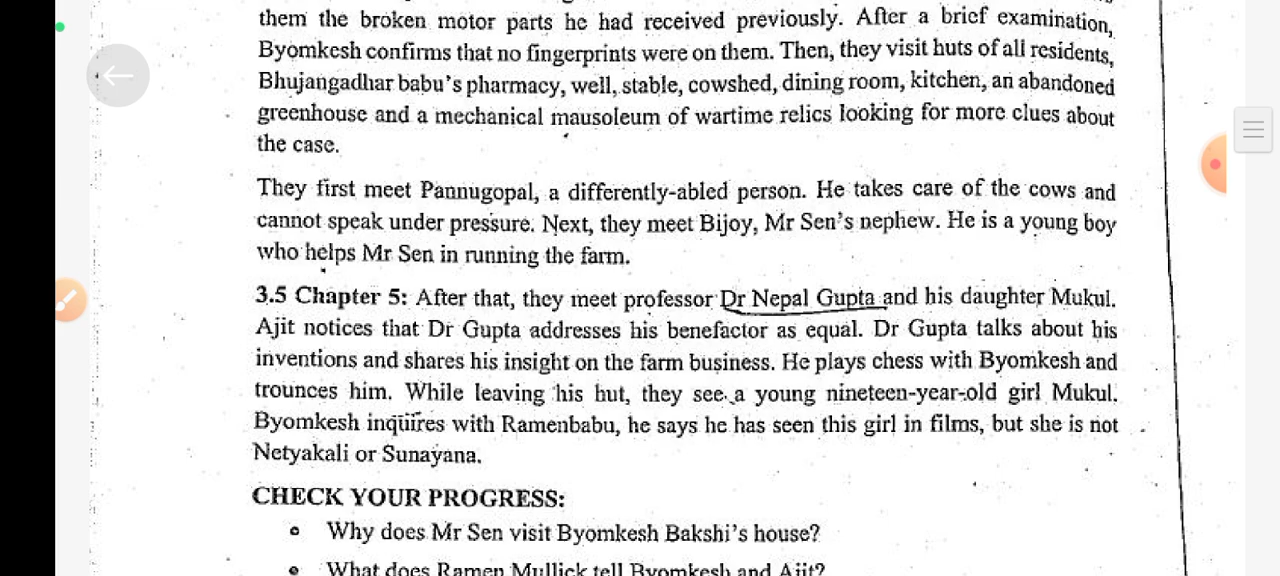 them the broken motor parts he had received previously. After a brief examination,
Byomkesh confirms that no fingerprints were on them. Then, they visit huts of all residents,
Bhujangadhar babu's pharmacy, well, stable, cowshed, dining room, kitchen, an abandoned
greenhouse and a mechanical mausoleum of wartime relics looking for more clues about
the case.
They first meet Pannugopal, a differently-abled person. He takes care of the cows and
cannot speak under pressure. Next, they meet Bijoy, Mr Sen's nephew. He is a young boy
who helps Mr Sen in running the farm.
3.5 Chapter 5: After that, they meet professor Dr Nepal Gupta and his daughter Mukul.
Ajit notices that Dr Gupta addresses his benefactor as equal. Dr Gupta talks about his
inventions and shares his insight on the farm business. He plays chess with Byomkesh and
trounces him. While leaving his hut, they see a young nineteen-year-old girl Mukul.
Byomkesh inquires with Ramenbabu, he says he has seen this girl in films, but she is not
Netyakali or Sunayana.
CHECK YOUR PROGRESS:
• Why does Mr Sen visit Byomkesh Bakshi's house?
• What does Ramen Mullick tell Byomkesh and Ajit?